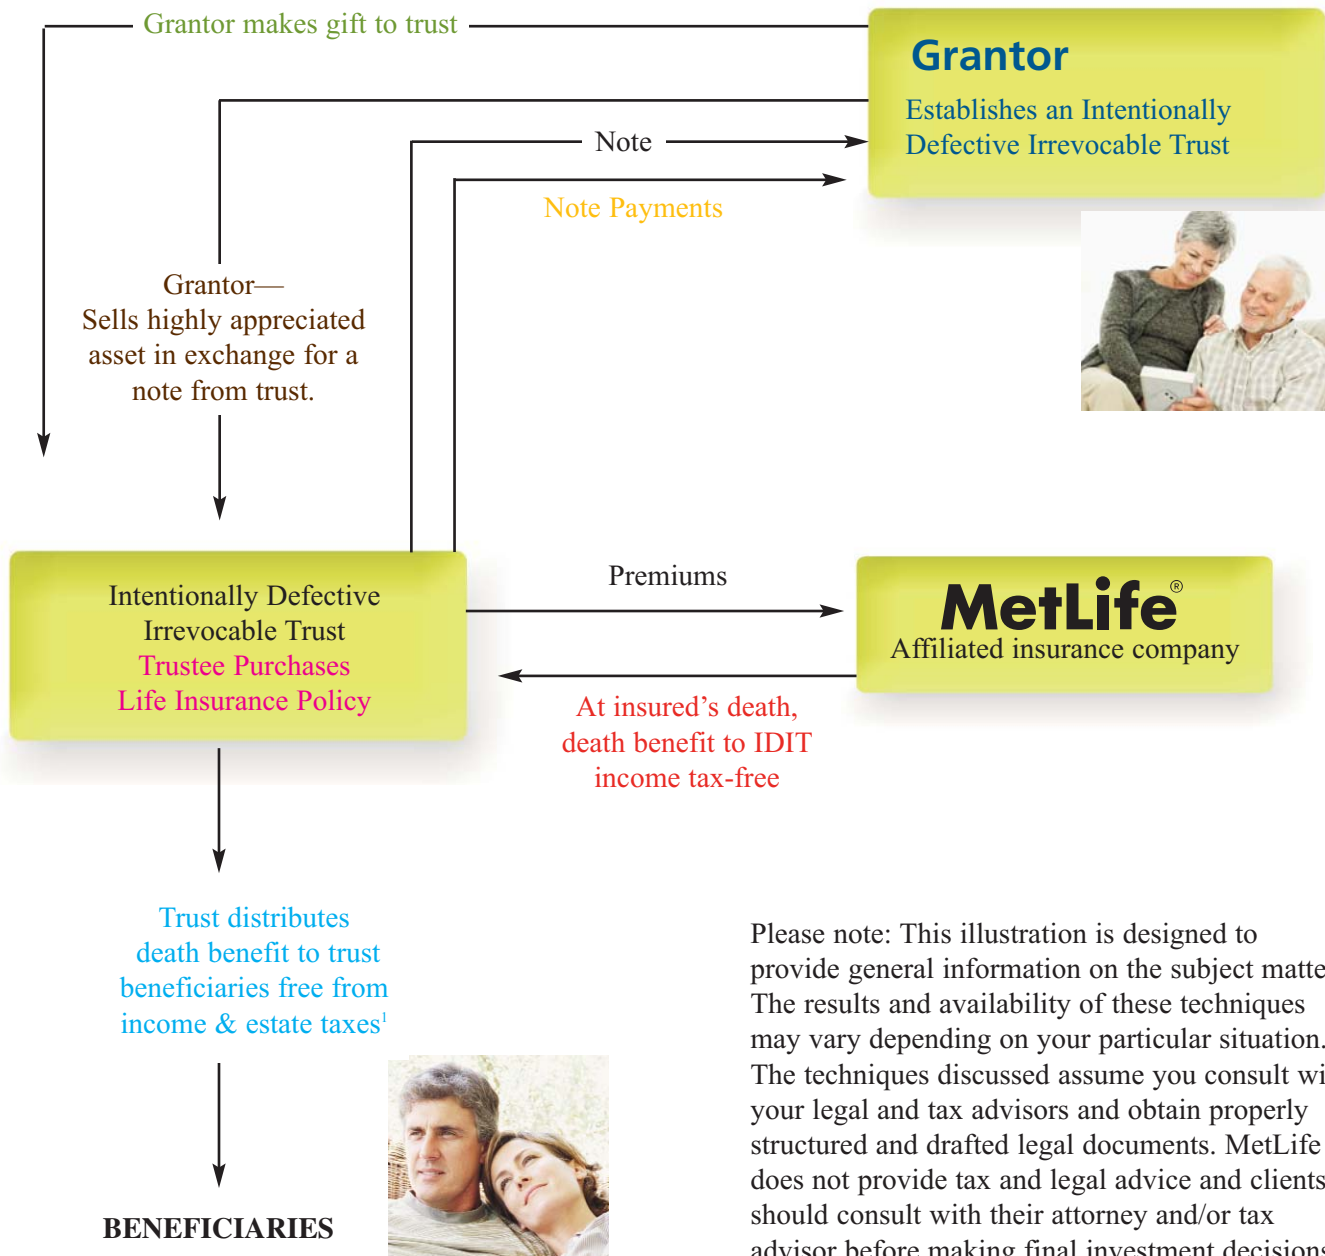 Grantor makes gift to trust
Grantor
Establishes an Intentionally
Defective Irrevocable Trust
Note
Note Payments
Grantor—
Sells highly appreciated
asset in exchange for a
note from trust.
Intentionally Defective
Irrevocable Trust
Trustee Purchases
Life Insurance Policy
Premiums
MetLife®
Affiliated insurance company
At insured’s death,
death benefit to IDIT
income tax-free
Trust distributes
death benefit to trust
beneficiaries free from
income & estate taxes¹
BENEFICIARIES
Please note: This illustration is designed to
provide general information on the subject matte
The results and availability of these techniques
may vary depending on your particular situation.
The techniques discussed assume you consult wi
your legal and tax advisors and obtain properly
structured and drafted legal documents. MetLife
does not provide tax and legal advice and clients
should consult with their attorney and/or tax
advisor before making final investment decisions